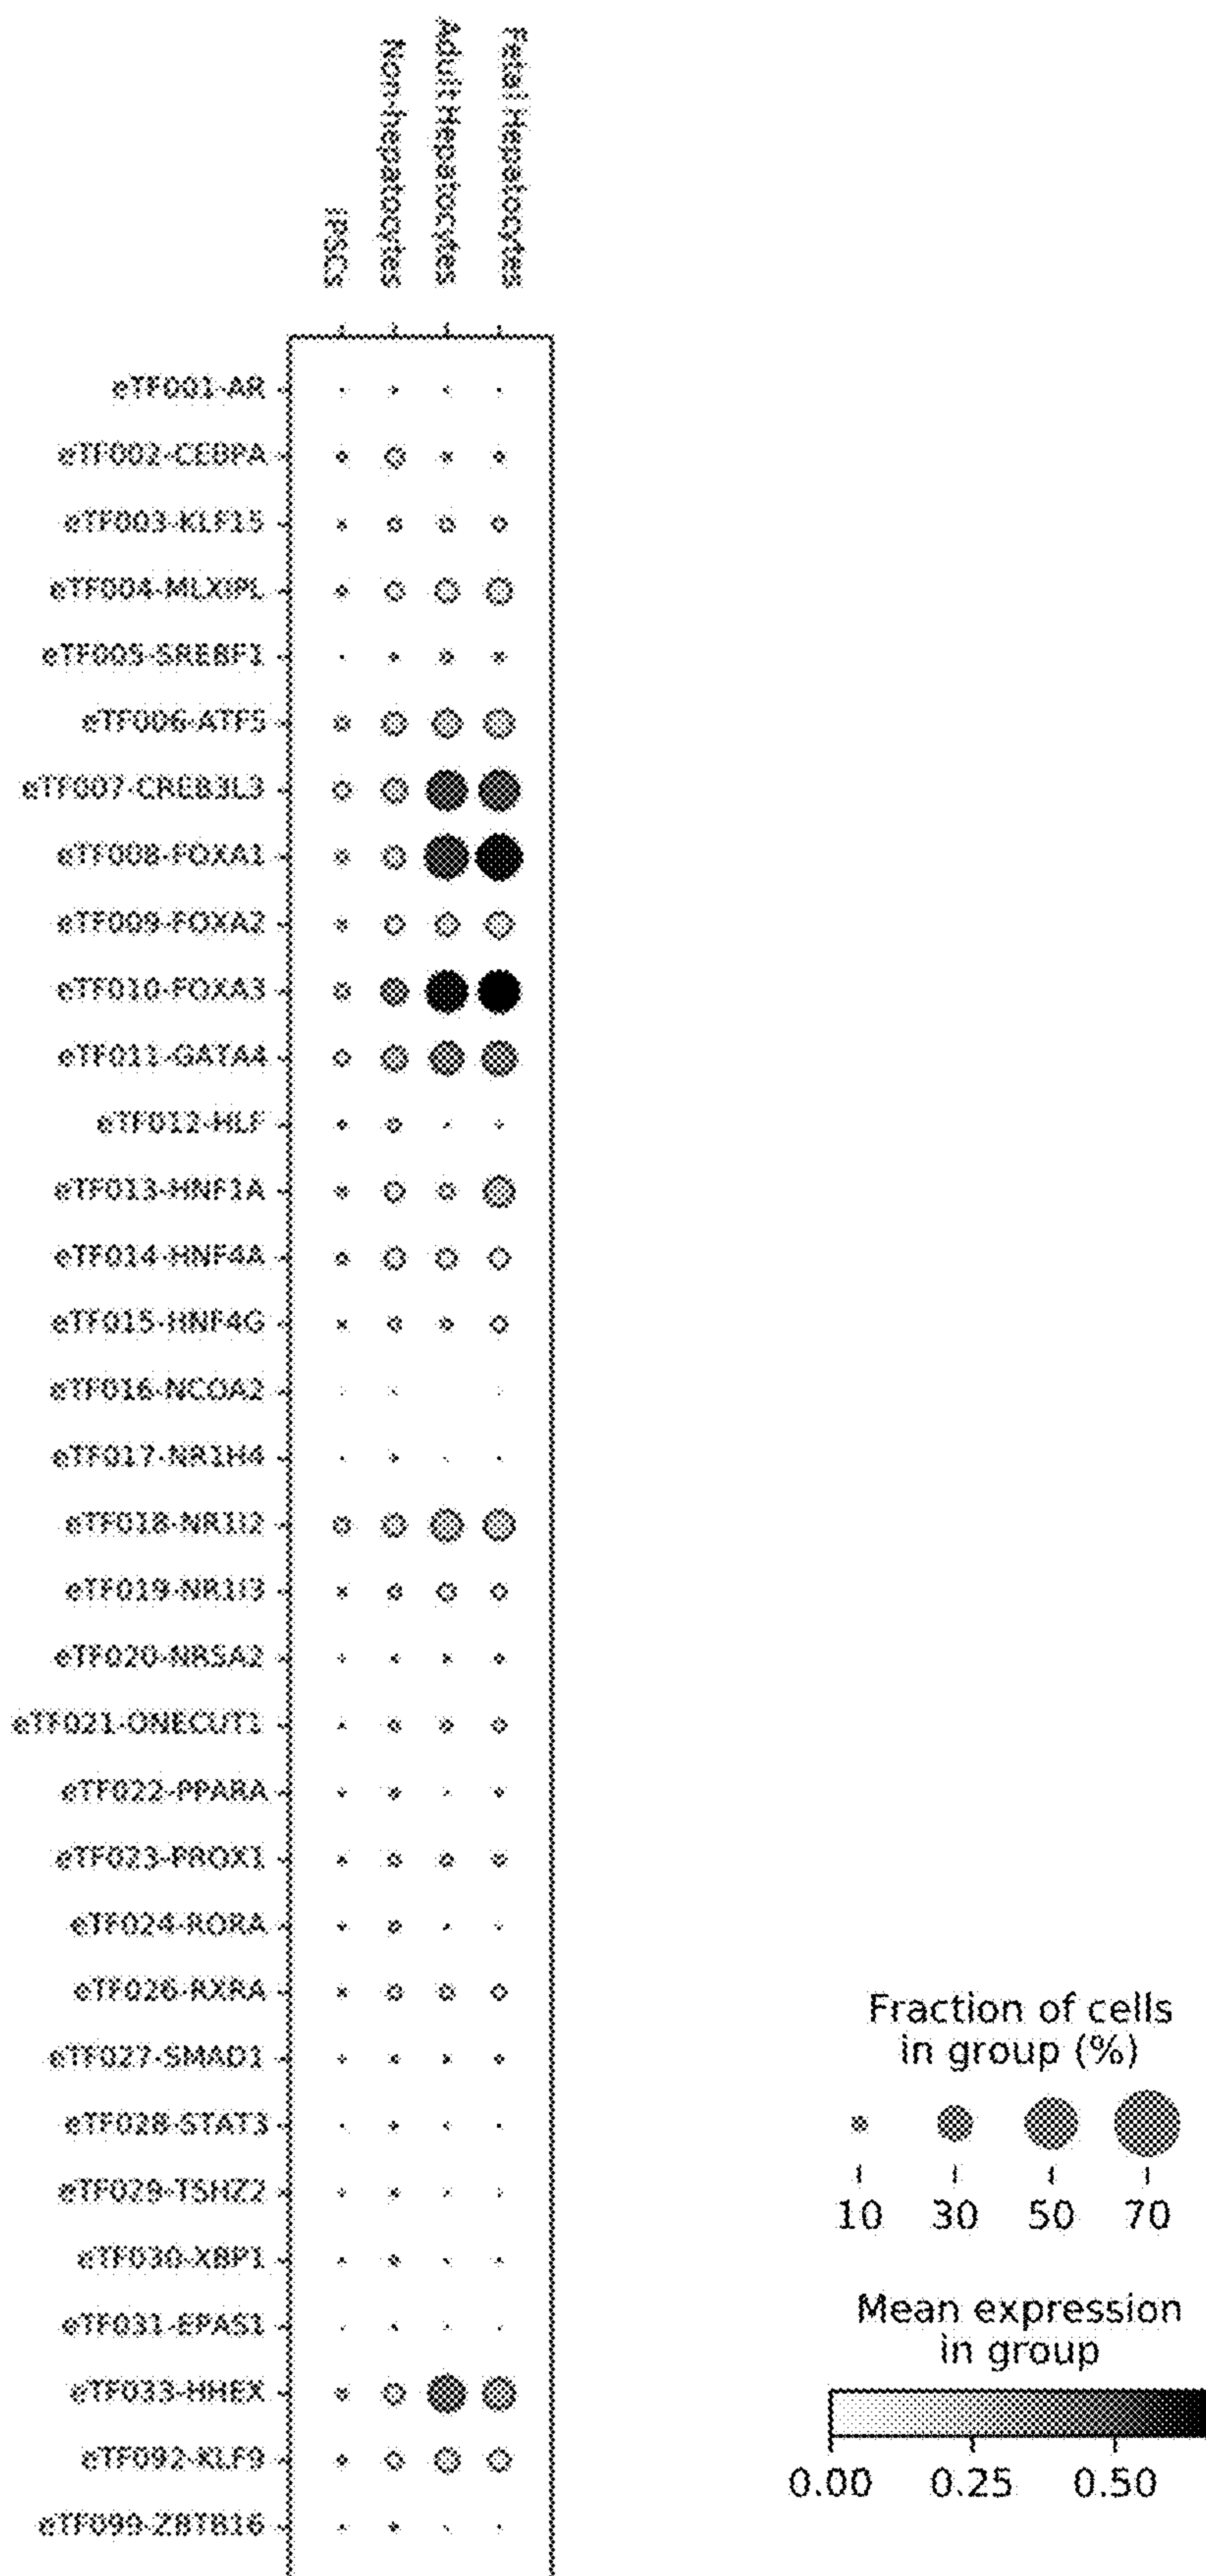 iPSCs
Non-hepatocytes
Adult Hepatocytes
Fetal Hepatocytes
eTF001-AR
eTF002-CEBPA
eTF003-KLF15
eTF004-MLXIPL
eTF005-SREBF1
eTF006-ATF5
eTF007-CREB3L3
eTF008-FOXA1
eTF009-FOXA2
eTF010-FOXA3
eTF011-GATA4
eTF012-HLF
eTF013-HNF1A
eTF014-HNF4A
eTF015-HNF4G
eTF016-NCOA2
eTF017-NR1H4
eTF018-NR1I2
eTF019-NR1I3
eTF020-NR5A2
eTF021-ONECUT1
eTF022-PPARA
eTF023-PROX1
eTF024-RORA
eTF026-RXRA
eTF027-SMAD1
eTF028-STAT3
eTF029-TSHZ2
eTF030-XBP1
eTF031-EPAS1
eTF033-HHEX
eTF092-KLF9
eTF099-ZBTB16
Fraction of cells
in group (%)
10 30 50 70
Mean expression
in group
0.00 0.25 0.50